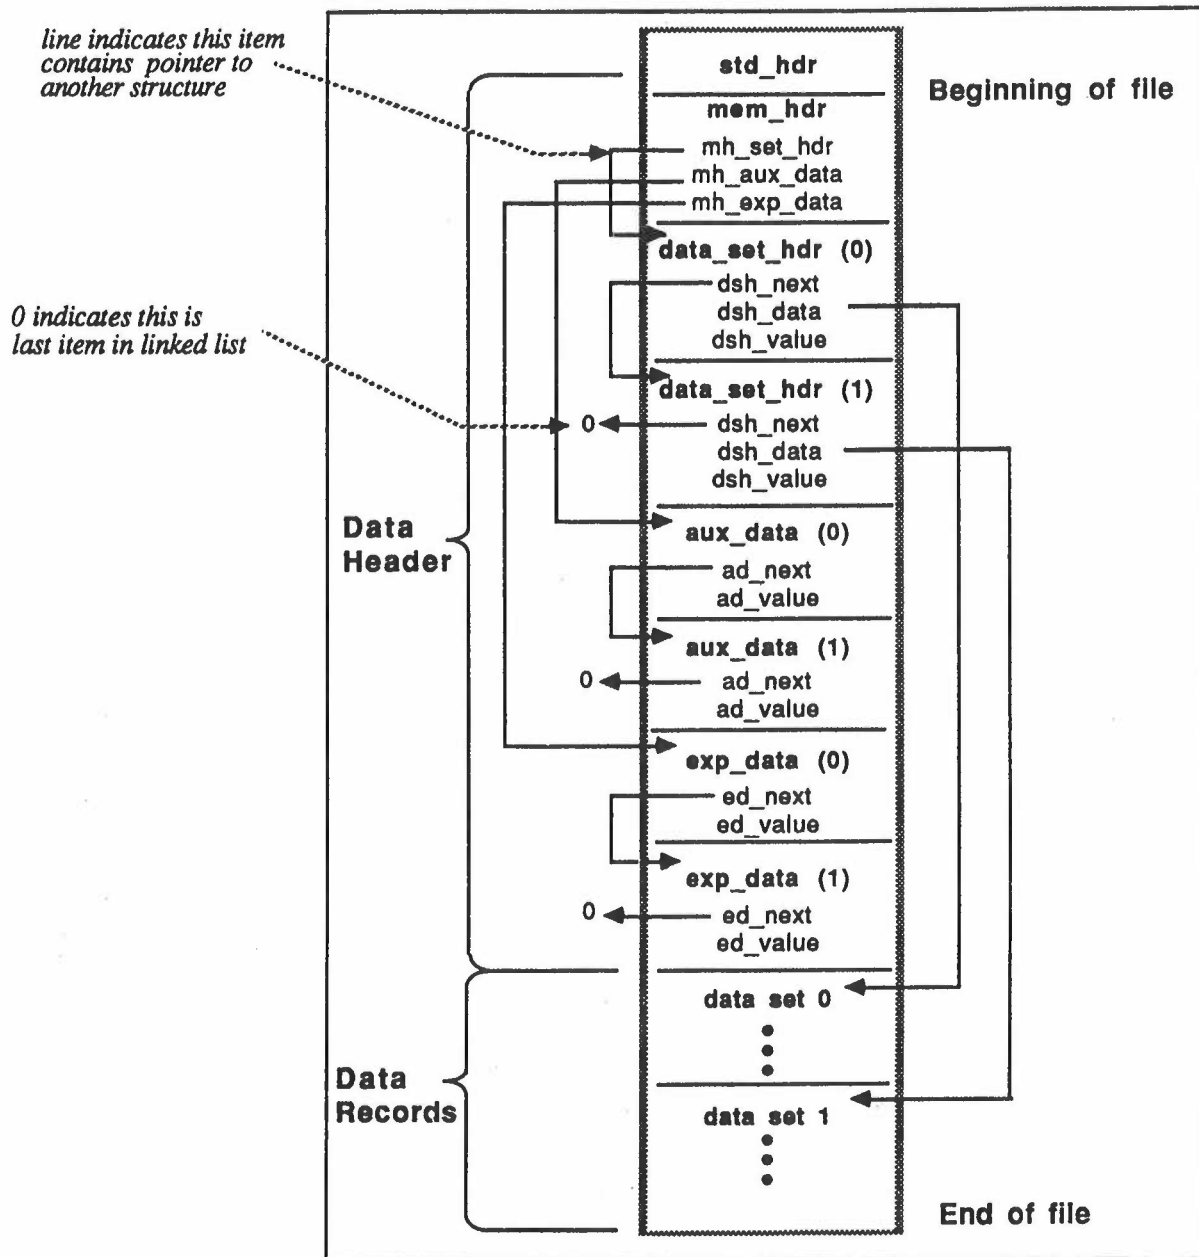 line indicates this item
contains pointer to
another structure
std_hdr
Beginning of file
mem_hdr
mh_set_hdr
mh_aux_data
mh_exp_data
data_set_hdr (0)
dsh_next
dsh_data
dsh_value
0 indicates this is
last item in linked list
data_set_hdr (1)
0
dsh_next
dsh_data
dsh_value
Data
Header
aux_data (0)
ad_next
ad_value
aux_data (1)
0
ad_next
ad_value
exp_data (0)
ed_next
ed_value
exp_data (1)
0
ed_next
ed_value
data set 0
Data
Records
data set 1
End of file